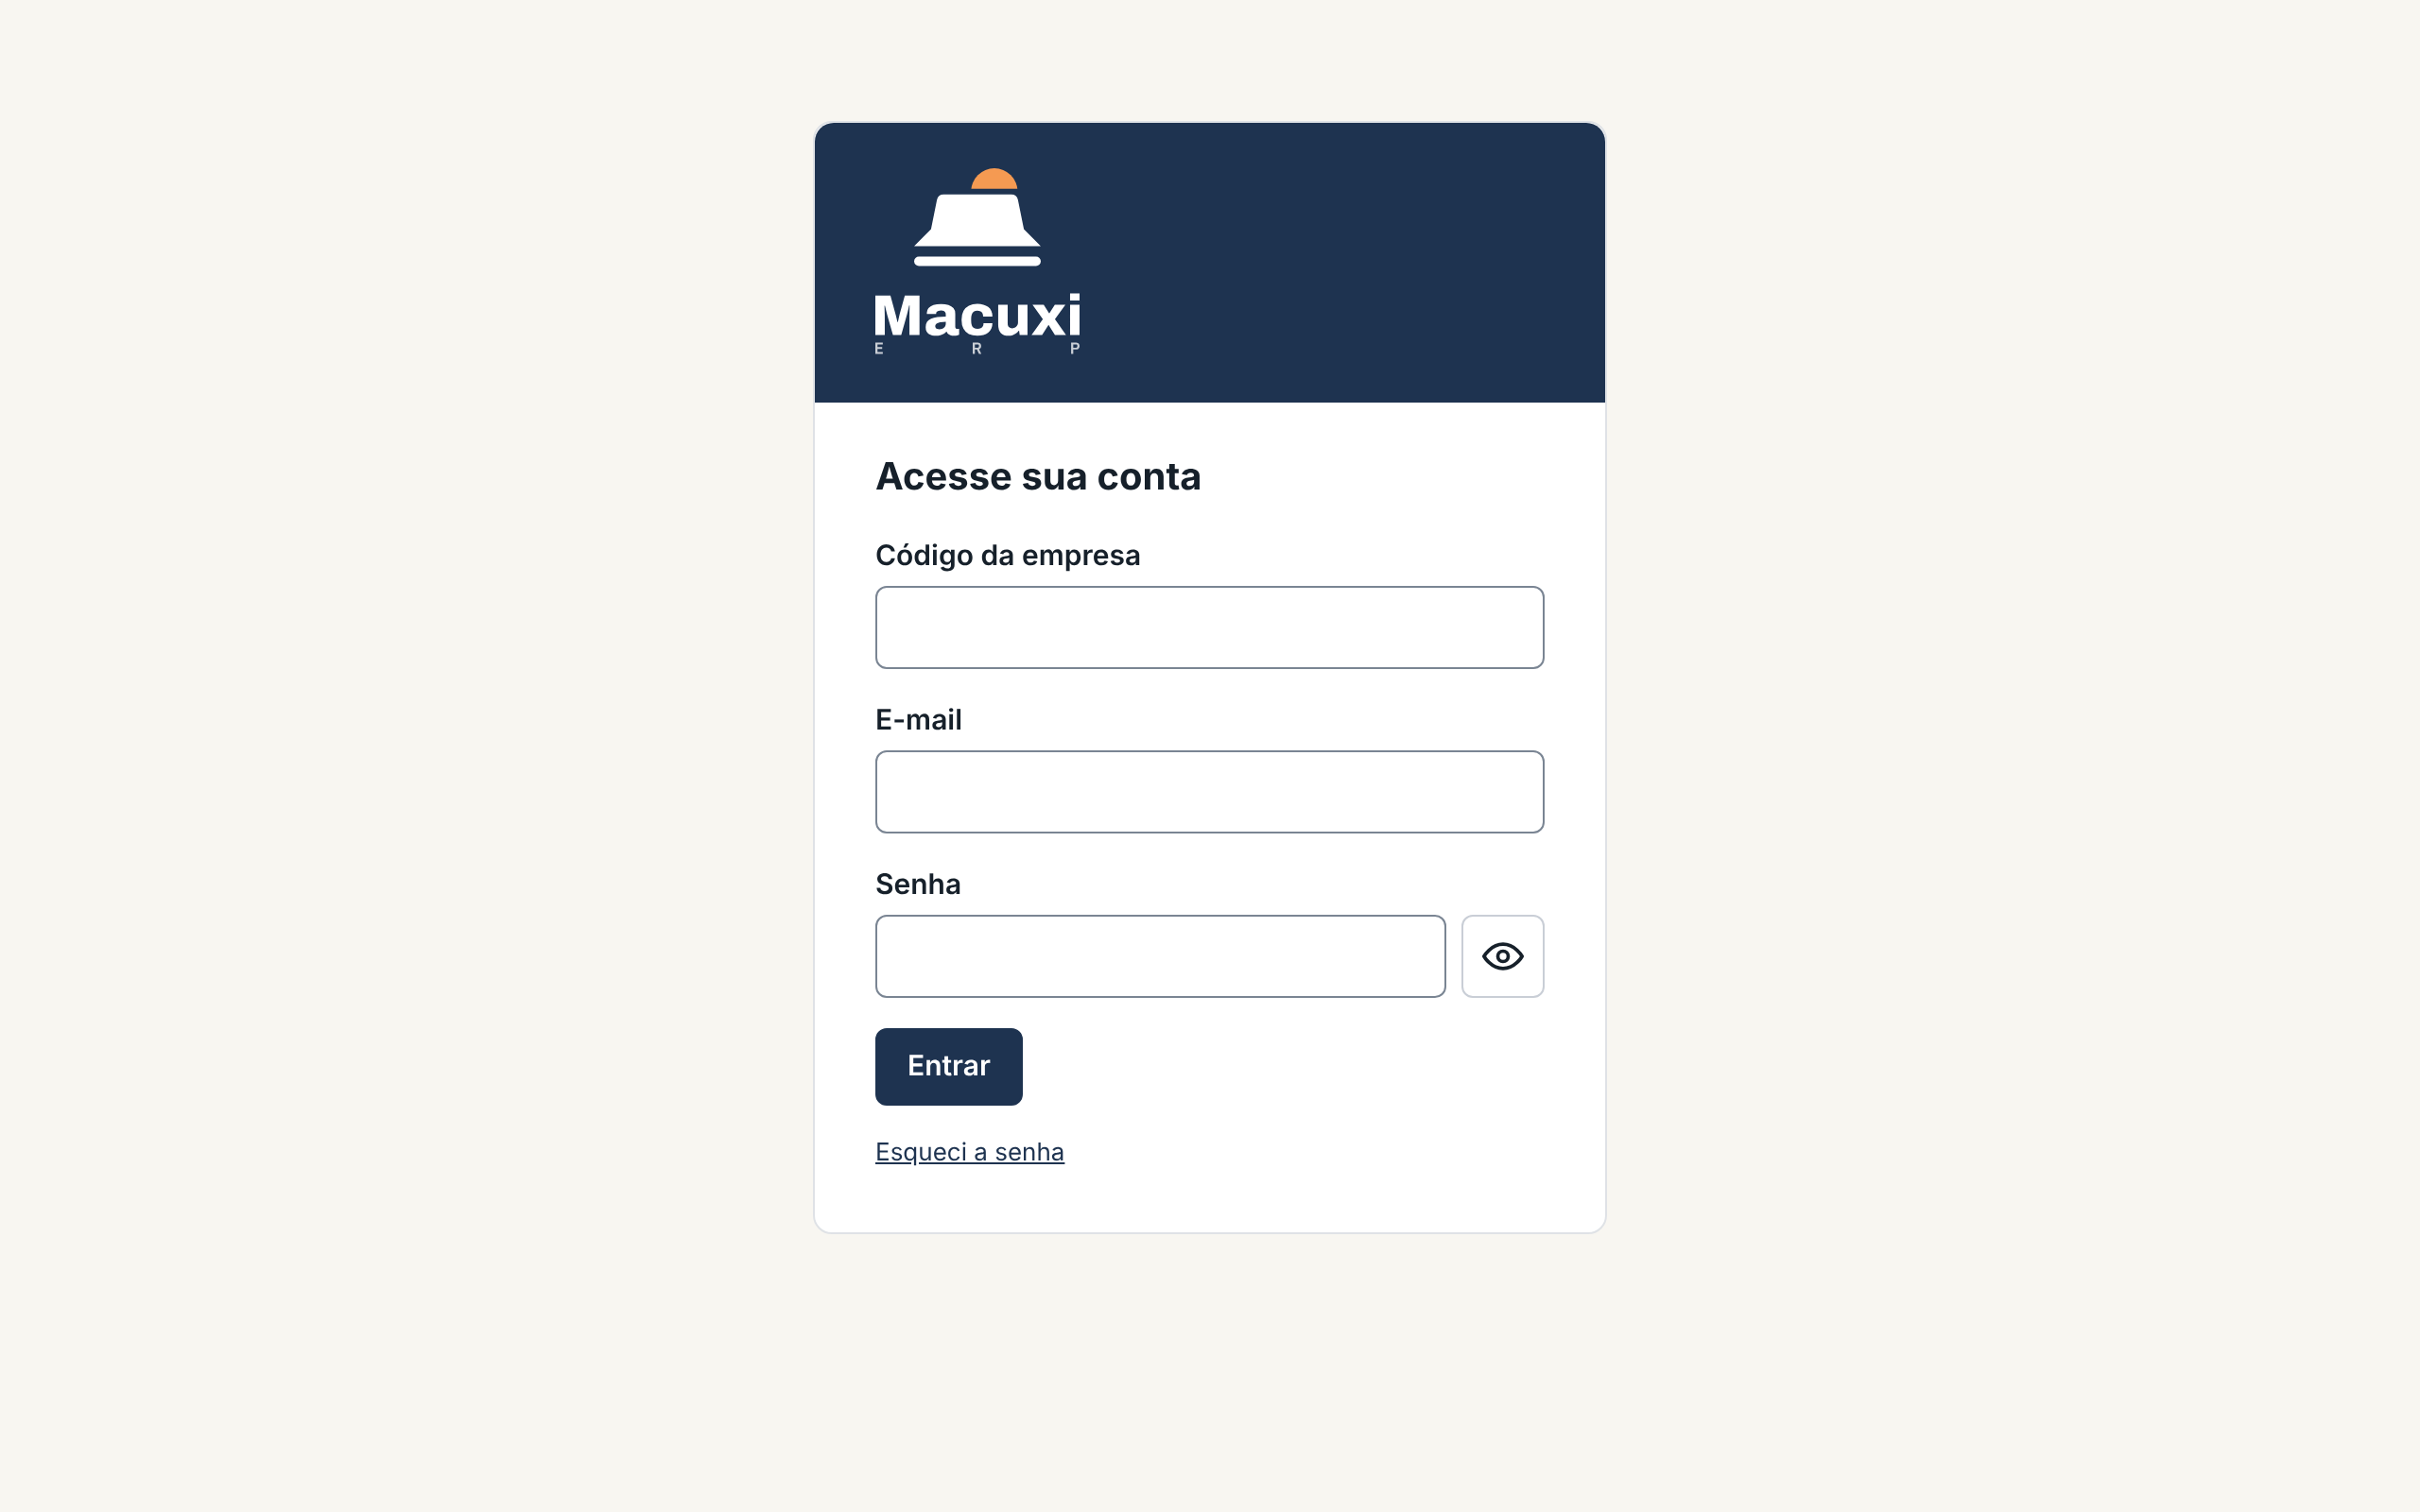 Macuxi
E R P
Acesse sua conta
Código da empresa
E-mail
Senha
Entrar
Esqueci a senha